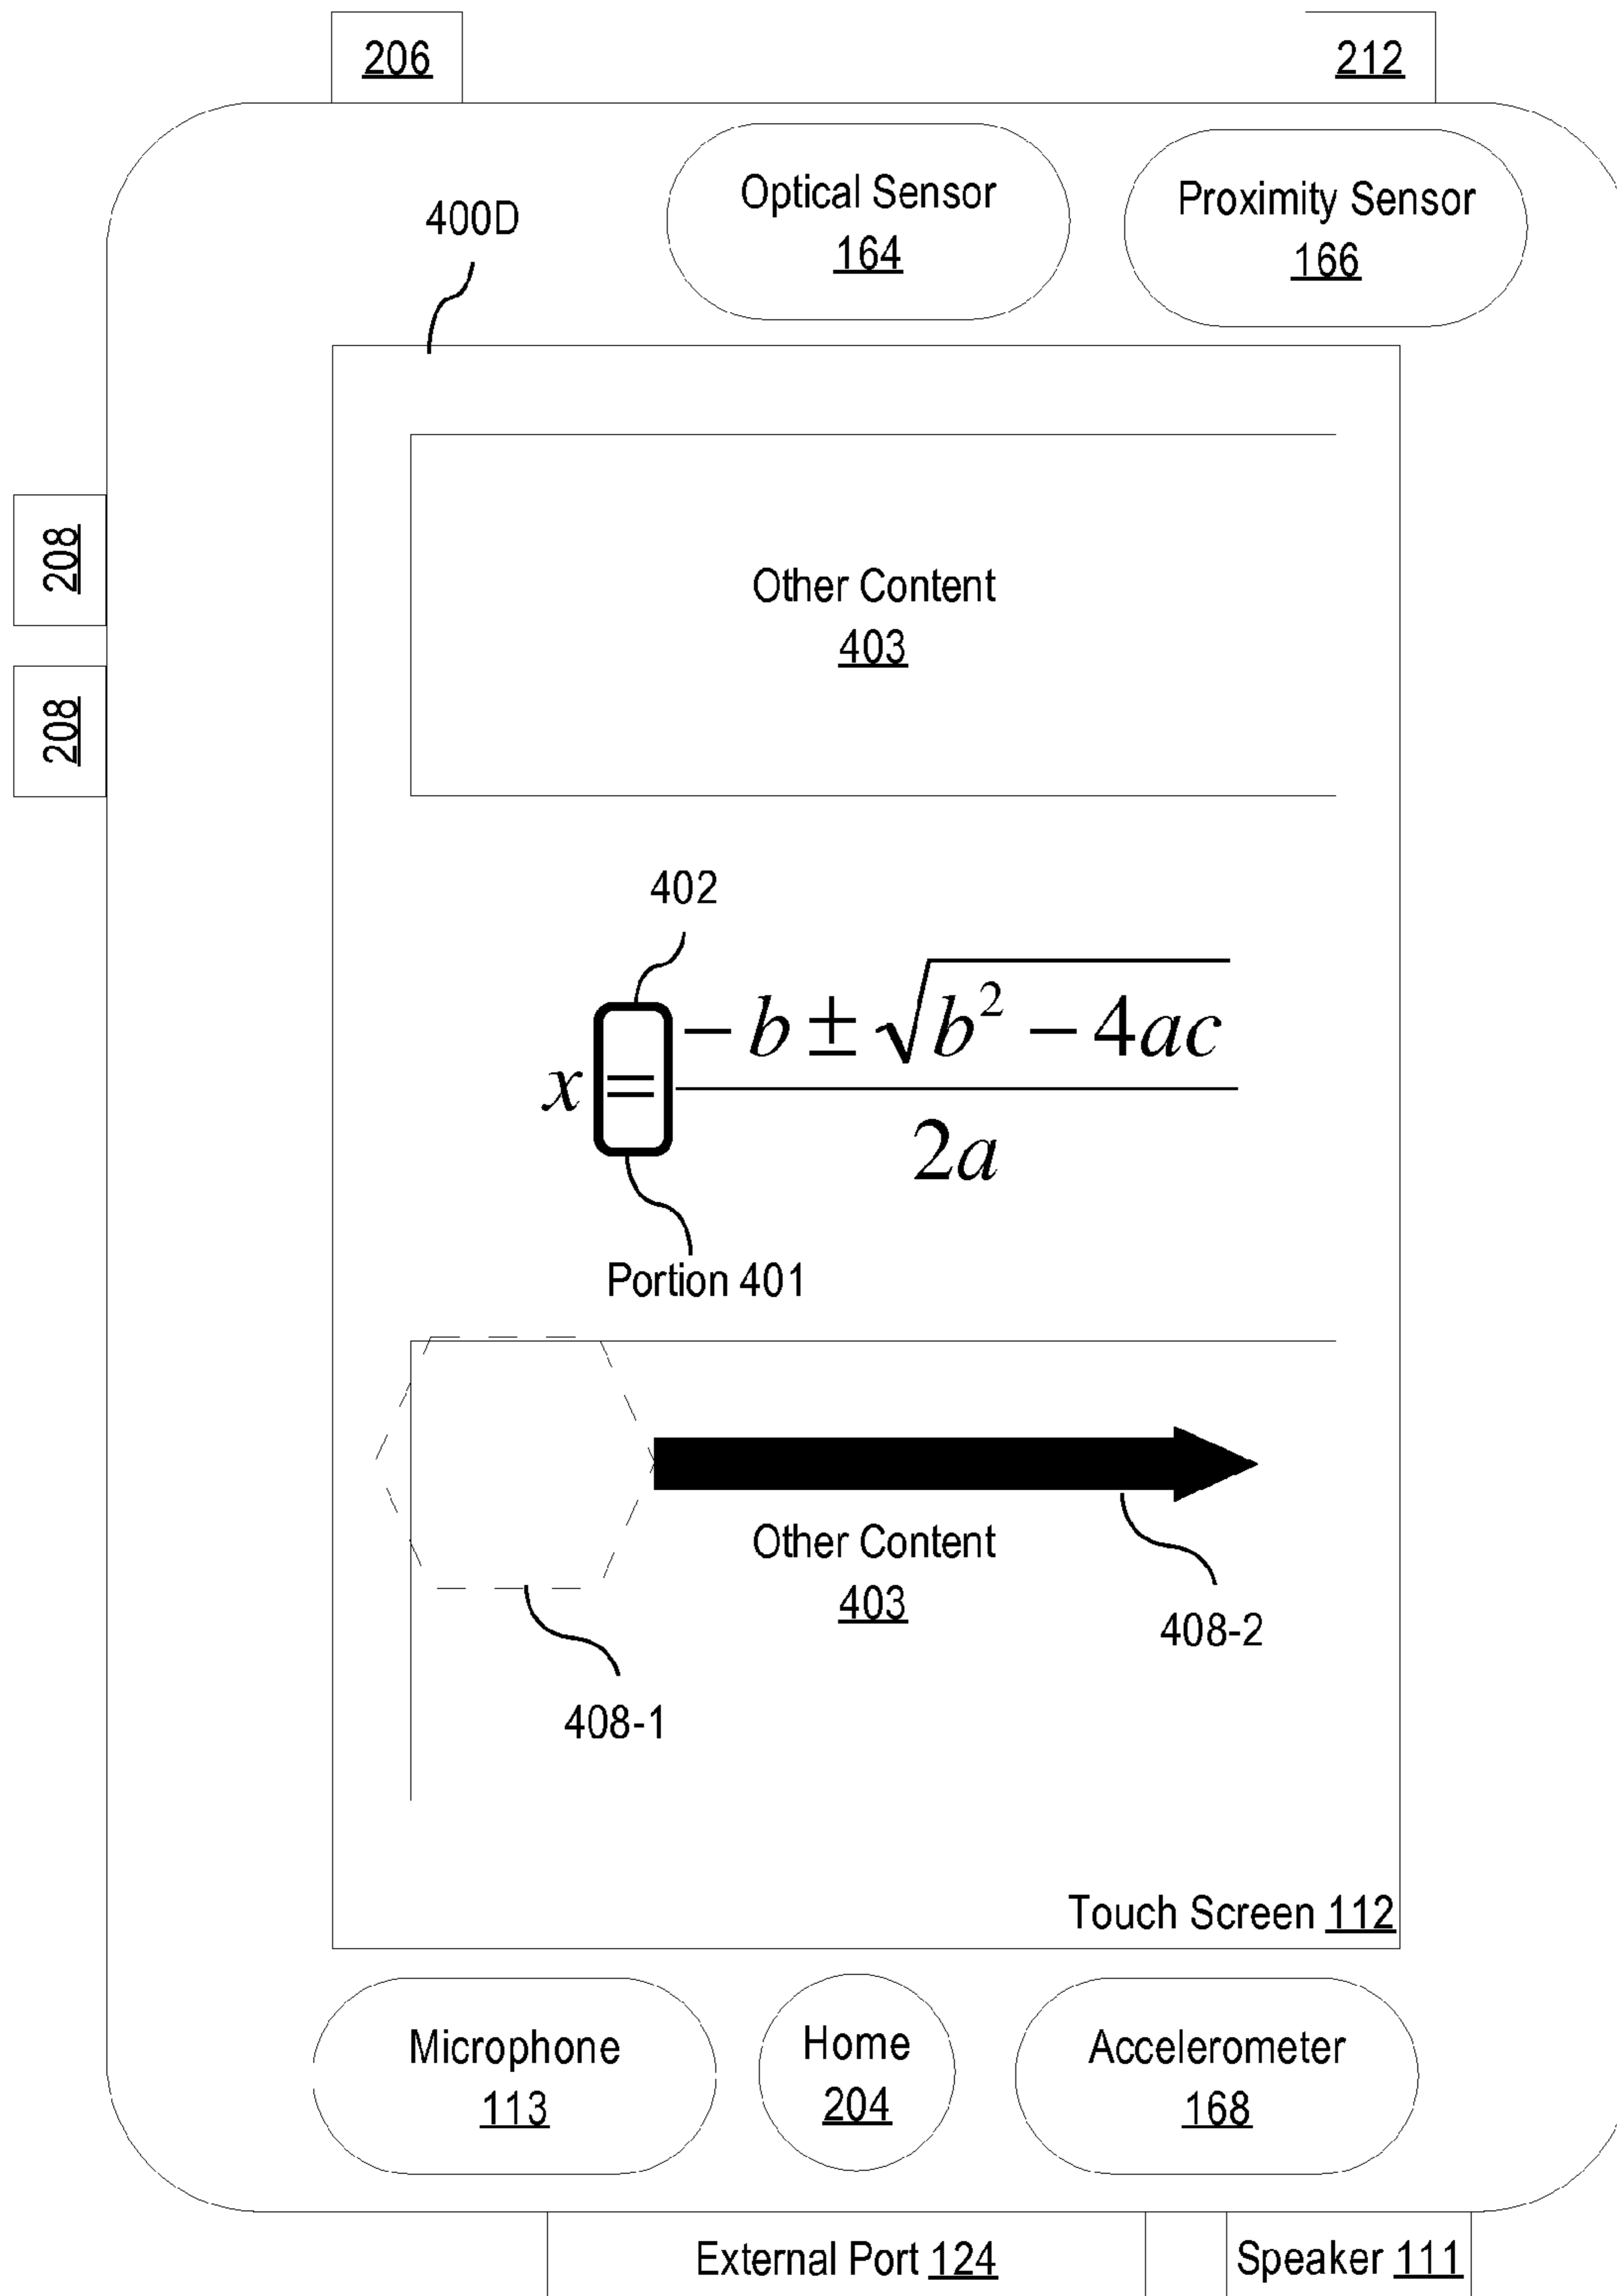 206
212
Optical Sensor
164
Proximity Sensor
166
400D
208
208
Other Content
403
402
x = −b ± √(b² − 4ac)
2a
Portion 401
Other Content
403
408-2
408-1
Touch Screen 112
Microphone
113
Home
204
Accelerometer
168
External Port 124
Speaker 111